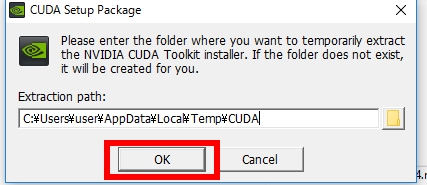 CUDA Setup Package
Please enter the folder where you want to temporarily extract
the NVIDIA CUDA Toolkit installer. If the folder does not exist,
it will be created for you.
Extraction path:
C:¥Users¥user¥AppData¥Local¥Temp¥CUDA
OK
Cancel